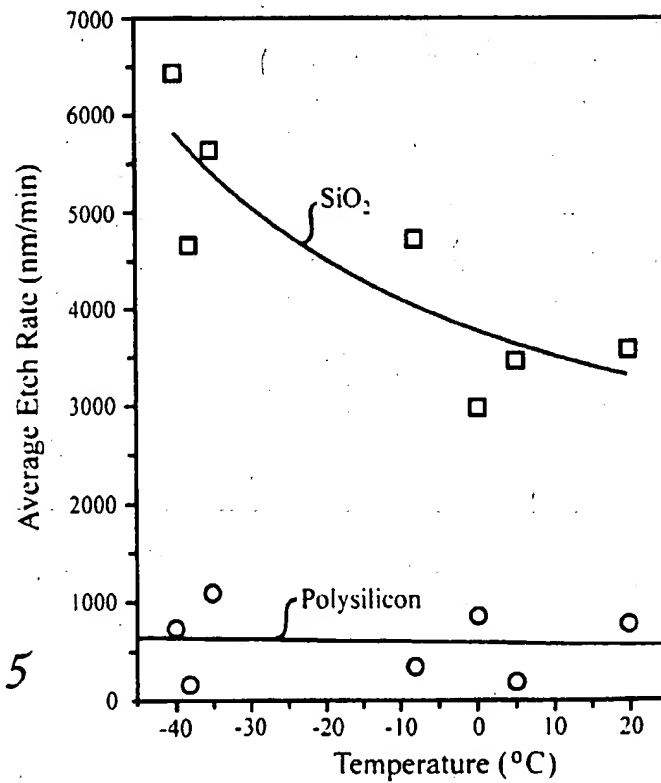 7000
6000
5000
4000
3000
2000
1000
0
Average Etch Rate (nm/min)
SiO₂
Polysilicon
5
-40 -30 -20 -10 0 10 20
Temperature (°C)